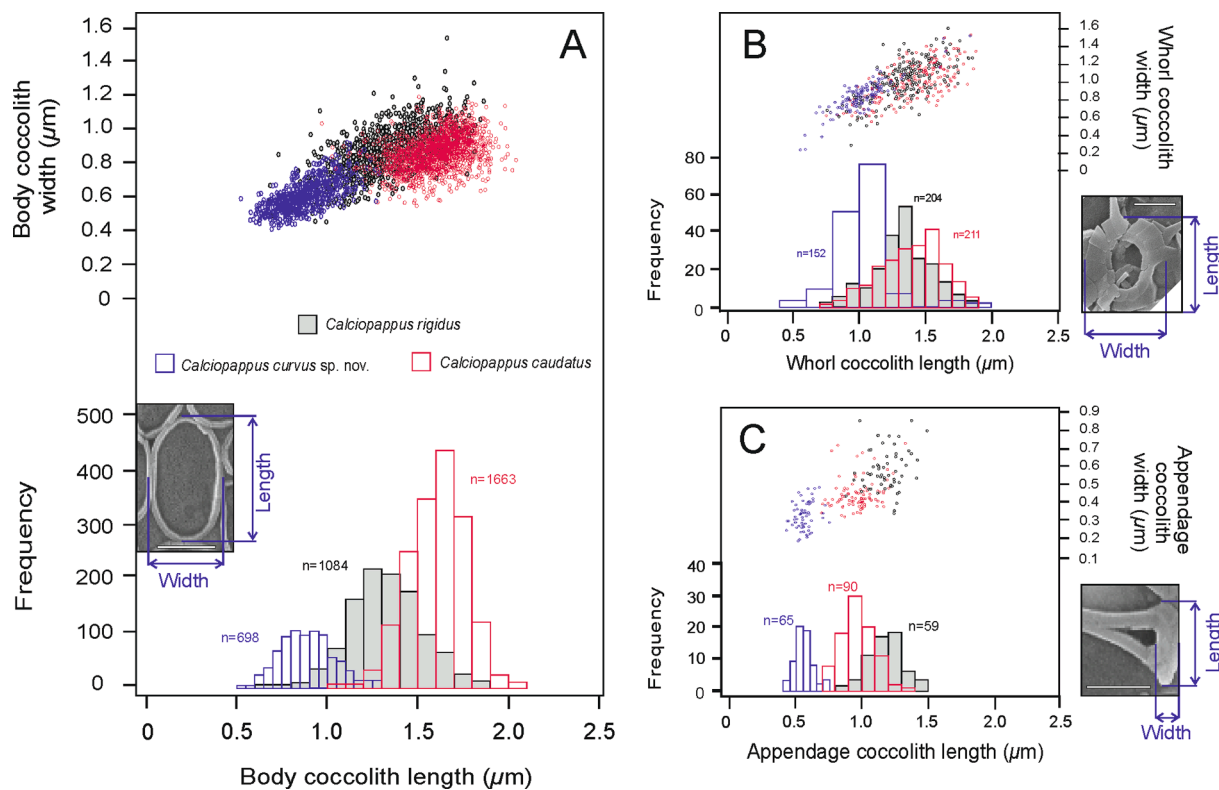 A
1.6
1.4
1.2
1.0
0.8
0.6
0.4
0.2
0
Body coccolith
width (µm)
Calciopappus rigidus
Calciopappus curvus sp. nov.
Calciopappus caudatus
500
400
300
200
100
0
Frequency
Length
Width
n=698
n=1084
n=1663
0
0.5
1.0
1.5
2.0
2.5
Body coccolith length (µm)
B
1.6
1.4
1.2
1.0
0.8
0.6
0.4
0.2
0
Whorl coccolith
width (µm)
80
60
40
20
0
Frequency
n=152
n=204
n=211
0
0.5
1.0
1.5
2.0
2.5
Whorl coccolith length (µm)
Length
Width
C
0.9
0.8
0.7
0.6
0.5
0.4
0.3
0.2
0.1
Appendage
coccolith
width (µm)
40
30
20
10
0
Frequency
n=65
n=90
n=59
0
0.5
1.0
1.5
2.0
2.5
Appendage coccolith length (µm)
Length
Width